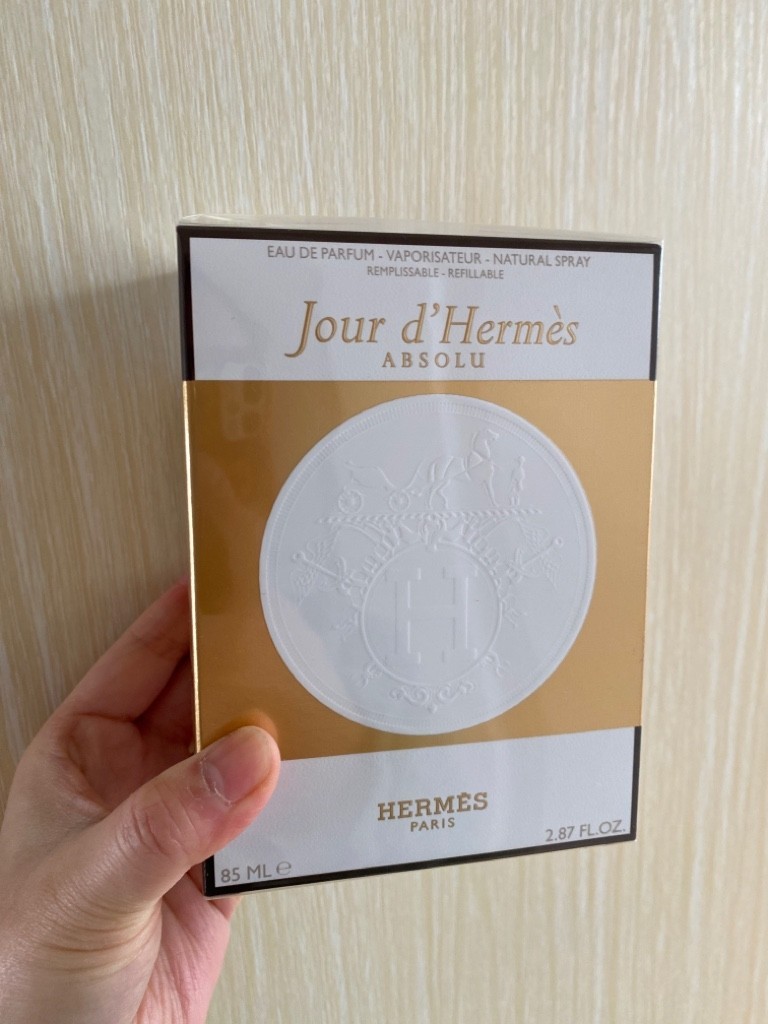 EAU DE PARFUM - VAPORISATEUR - NATURAL SPRAY
REMPLISSABLE - REFILLABLE
Jour d'Hermès
ABSOLU
H
HERMÈS
PARIS
85 ML ℮
2.87 FL.OZ.